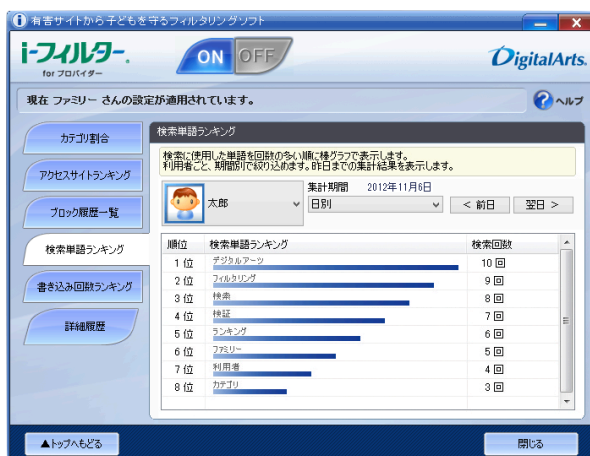 有害サイトから子どもを守るフィルタリングソフト
i-フィルター®
for プロバイダー
ON OFF
DigitalArts®
現在 ファミリー さんの設定が適用されています。
ヘルプ
カテゴリ割合
アクセスサイトランキング
ブロック履歴一覧
検索単語ランキング
書き込み回数ランキング
詳細履歴
検索単語ランキング
検索に使用した単語を回数の多い順に棒グラフで表示します。
利用者ごと、期間別で絞り込めます。昨日までの集計結果を表示します。
集計期間 2012年11月6日
太郎 日別 < 前日 翌日 >
順位 検索単語ランキング 検索回数
1 位 デジタルアーツ 10 回
2 位 フィルタリング 9 回
3 位 検索 8 回
4 位 検証 7 回
5 位 ランキング 6 回
6 位 ファミリー 5 回
7 位 利用者 4 回
8 位 カテゴリ 3 回
▲トップへもどる 閉じる